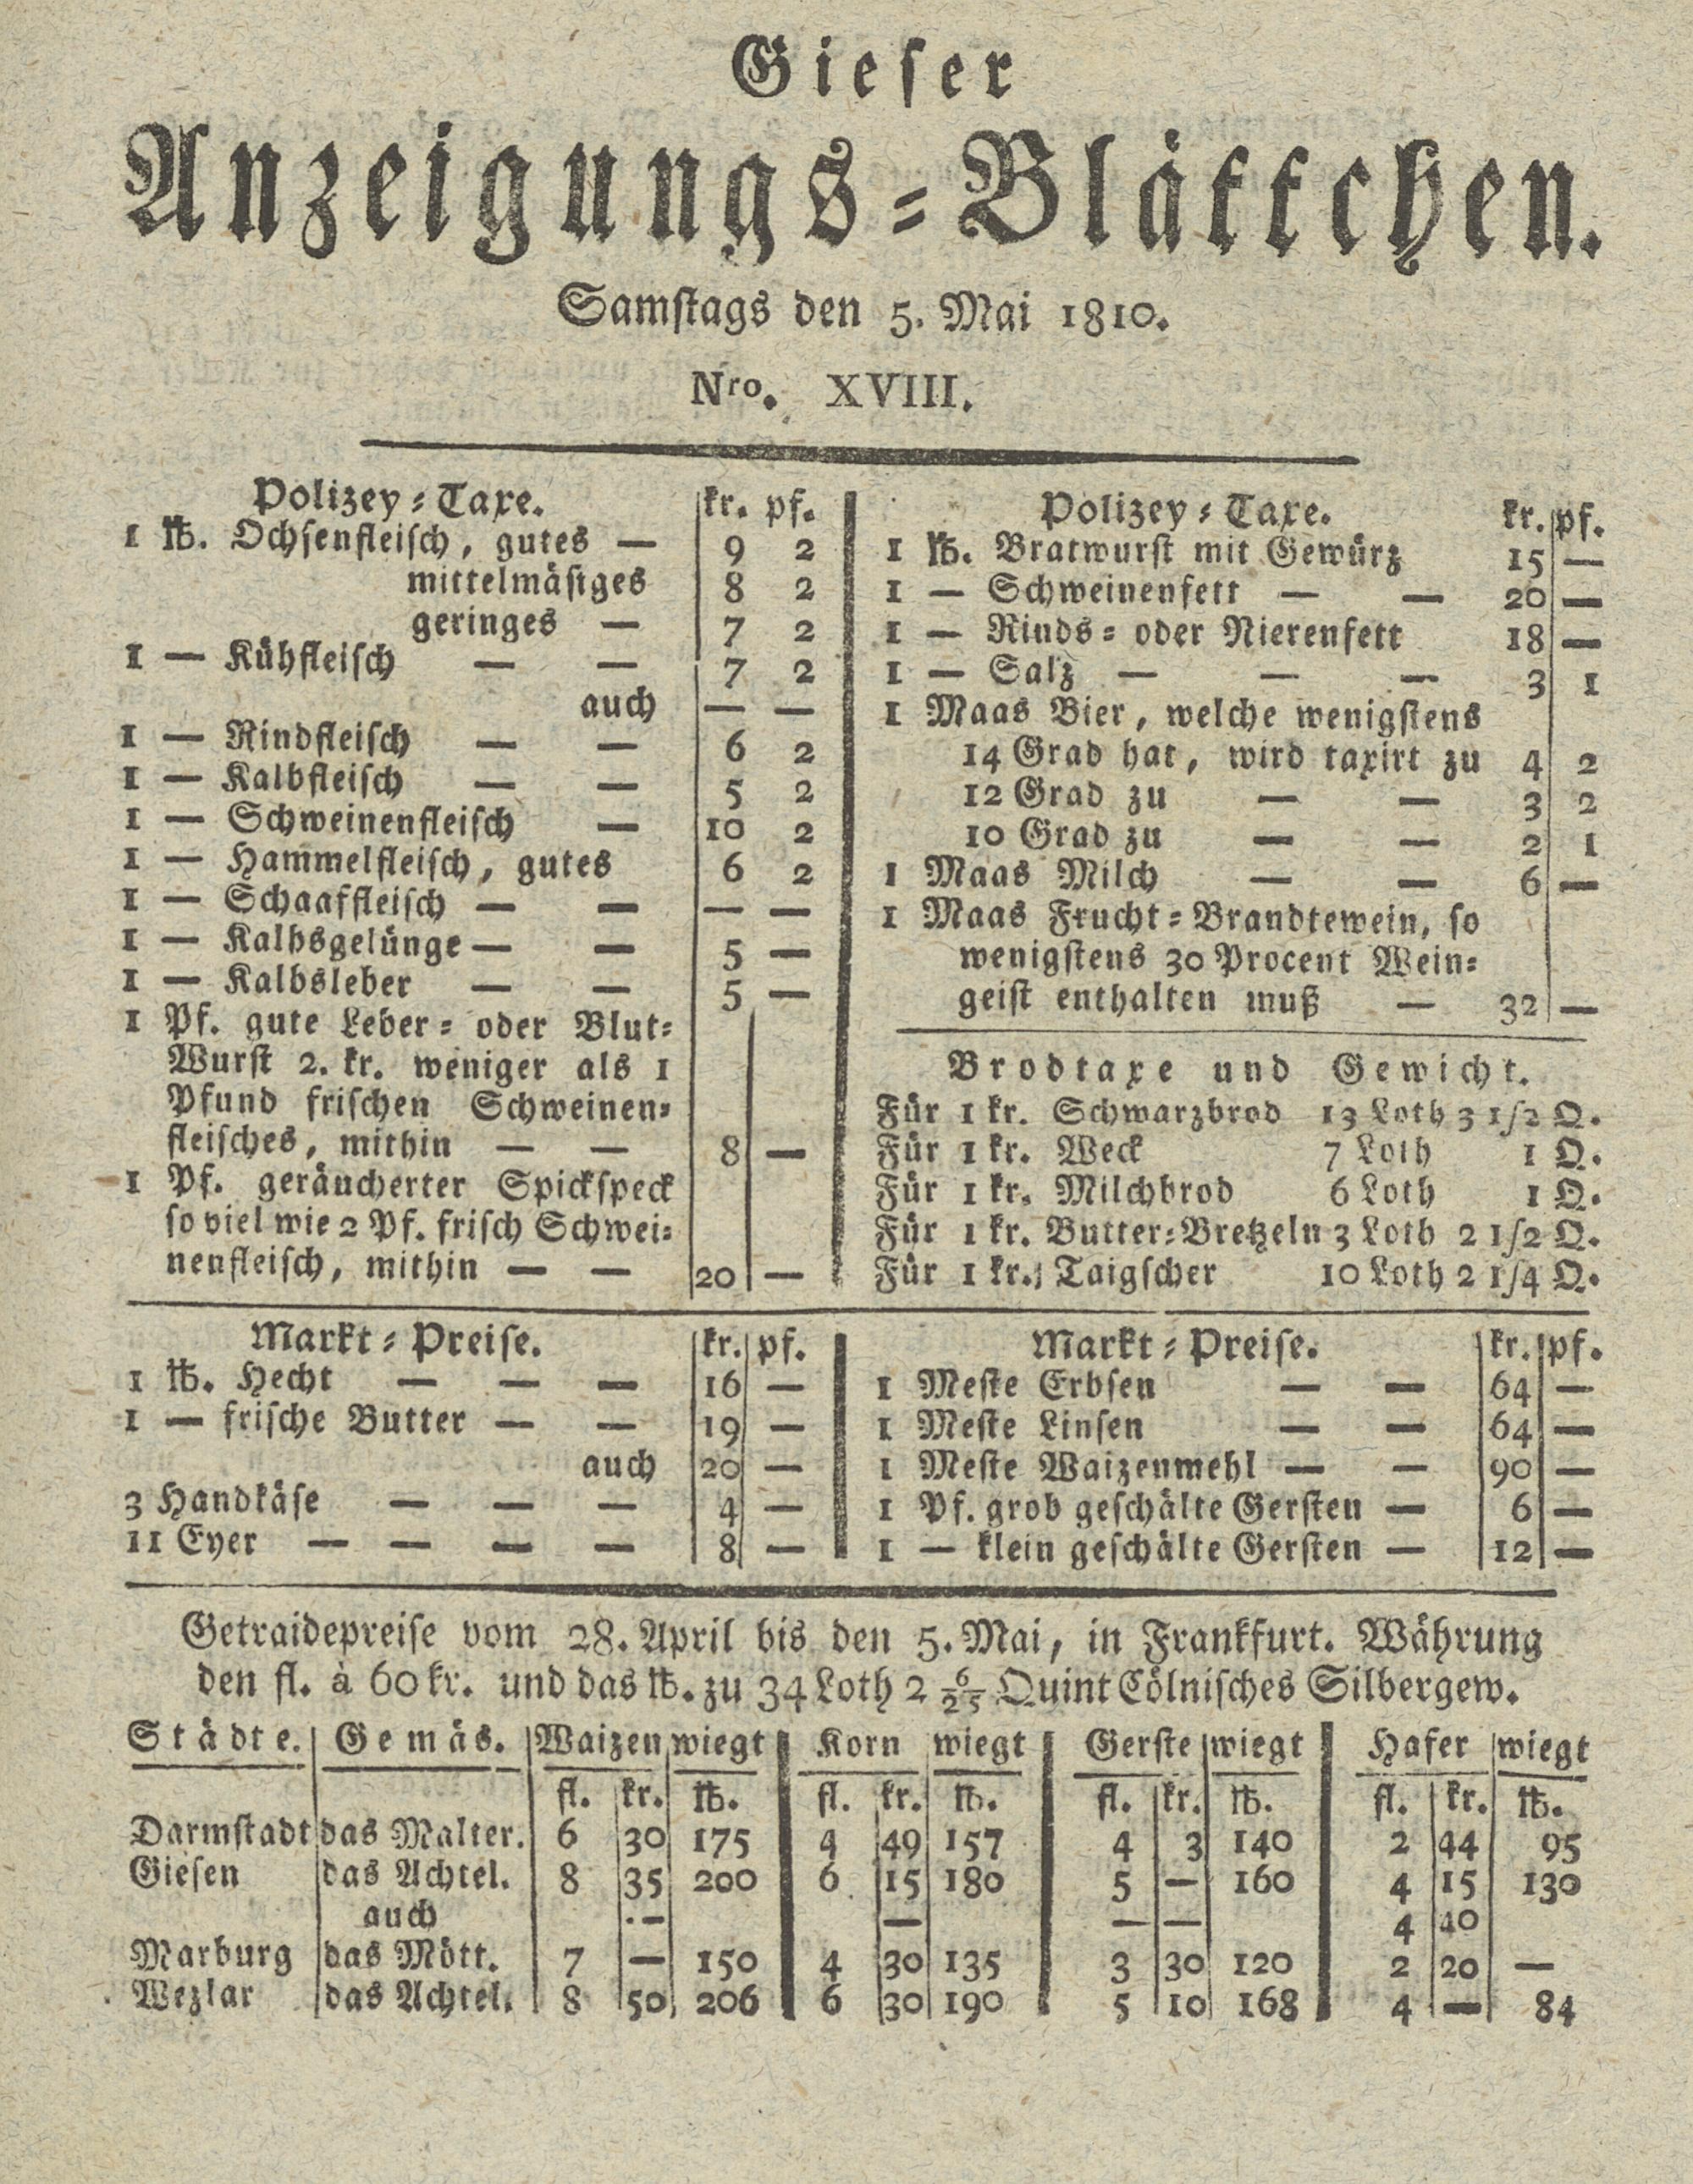 Gieser
Anzeigungs-Blättchen.
Samstags den 5. Mai 1810.
Nro. XVIII.
Polizey-Taxe. kr. pf.
1 ℔. Ochsenfleisch, gutes — 9 2
mittelmäsiges 8 2
geringes — 7 2
1 — Kühfleisch — — 7 2
auch — —
1 — Rindfleisch — — 6 2
1 — Kalbfleisch — — 5 2
1 — Schweinenfleisch — 10 2
1 — Hammelfleisch, gutes 6 2
1 — Schaaffleisch — — — —
1 — Kalbsgelünge — — 5 —
1 — Kalbsleber — — 5 —
1 Pf. gute Leber- oder Blut-
Wurst 2. kr. weniger als 1
Pfund frischen Schweinen-
fleisches, mithin — — 8 —
1 Pf. geräucherter Spickspeck
so viel wie 2 Pf. frisch Schwei-
nenfleisch, mithin — — 20 —
Polizey-Taxe. kr. pf.
1 ℔. Bratwurst mit Gewürz 15 —
1 — Schweinenfett — — 20 —
1 — Rinds- oder Nierenfett 18 —
1 — Salz — — — 3 1
1 Maas Bier, welche wenigstens
14 Grad hat, wird taxirt zu 4 2
12 Grad zu — — 3 2
10 Grad zu — — 2 1
1 Maas Milch — — 6 —
1 Maas Frucht-Brandtewein, so
wenigstens 30 Procent Wein-
geist enthalten muß — 32 —
Brodtaxe und Gewicht.
Für 1 kr. Schwarzbrod 13 Loth 3 1/2 Q.
Für 1 kr. Weck 7 Loth 1 Q.
Für 1 kr. Milchbrod 6 Loth 1 Q.
Für 1 kr. Butter-Bretzeln 3 Loth 2 1/2 Q.
Für 1 kr. Taigscher 10 Loth 2 1/4 Q.
Markt-Preise. kr. pf.
1 ℔. Hecht — — — 16 —
1 — frische Butter — — 19 —
auch 20 —
3 Handkäse — — — 4 —
11 Eyer — — — — 8 —
Markt-Preise. kr. pf.
1 Meste Erbsen — — 64 —
1 Meste Linsen — — 64 —
1 Meste Waizenmehl — — 90 —
1 Pf. grob geschälte Gersten — 6 —
1 — klein geschälte Gersten — 12 —
Getraidepreise vom 28. April bis den 5. Mai, in Frankfurt. Währung
den fl. à 60 kr. und das ℔. zu 34 Loth 2 6/25 Quint Cölnisches Silbergew.
Städte. Gemäs. Waizen wiegt Korn wiegt Gerste wiegt Hafer wiegt
fl. kr. ℔. fl. kr. ℔. fl. kr. ℔. fl. kr. ℔.
Darmstadt das Malter. 6 30 175 4 49 157 4 3 140 2 44 95
Giesen das Achtel. 8 35 200 6 15 180 5 — 160 4 15 130
auch — — — — 4 40
Marburg das Mött. 7 — 150 4 30 135 3 30 120 2 20 —
Wezlar das Achtel. 8 50 206 6 30 190 5 10 168 4 — 84